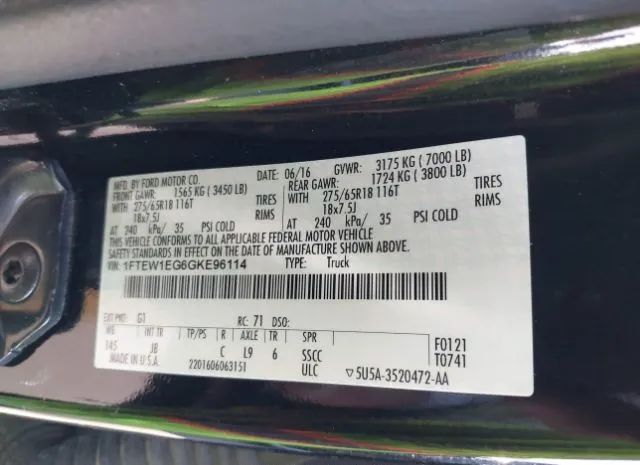 MFD. BY FORD MOTOR CO.
DATE: 06/16 GVWR: 3175 KG ( 7000 LB)
FRONT GAWR: 1565 KG ( 3450 LB)
REAR GAWR: 1724 KG ( 3800 LB)
WITH 275/65R18 116T TIRES
WITH 275/65R18 116T TIRES
18x7.5J RIMS
18x7.5J RIMS
AT 240 kPa/ 35 PSI COLD
AT 240 kPa/ 35 PSI COLD
THIS VEHICLE CONFORMS TO ALL APPLICABLE FEDERAL MOTOR VEHICLE
SAFETY STANDARDS IN EFFECT ON THE DATE OF MANUFACTURE SHOWN ABOVE.
VIN: 1FTEW1EG6GKE96114 TYPE: Truck
EXT PNT: G1 RC: 71 DSO:
WB INT TR TP/PS R AXLE TR SPR F0121
145 JB C L9 6 SSCC T0741
MADE IN U.S.A. 2201606063151 ULC ▽5U5A-3520472-AA